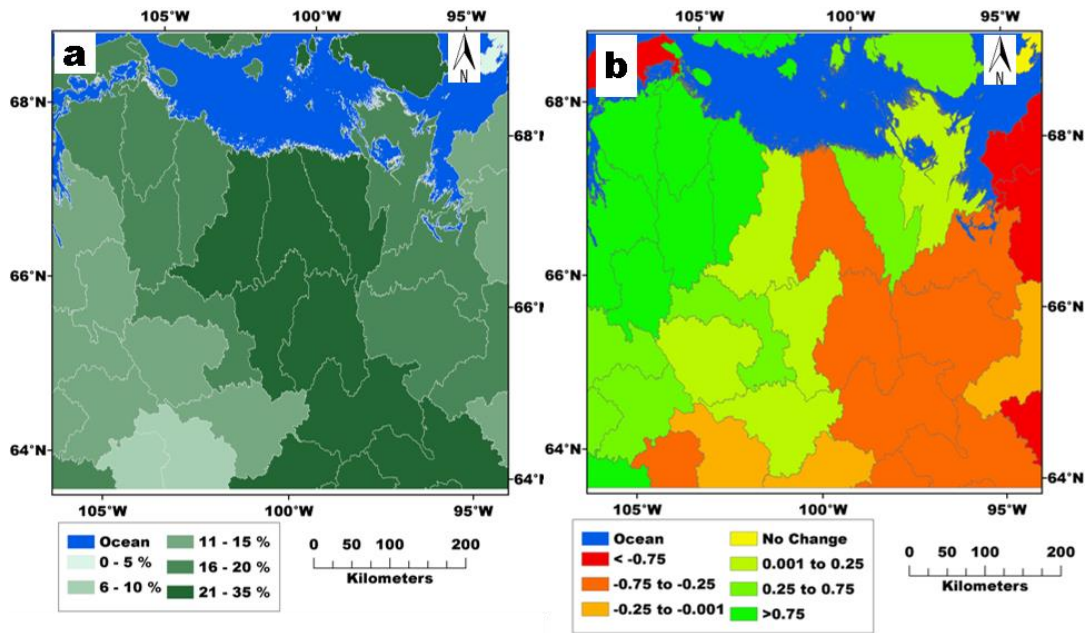 105°W 100°W 95°W
a
N
68°N
68°N
66°N
66°N
64°N
64°N
105°W 100°W 95°W
Ocean
0 - 5 %
6 - 10 %
11 - 15 %
16 - 20 %
21 - 35 %
0 50 100 200
Kilometers
105°W 100°W 95°W
b
N
68°N
68°N
66°N
66°N
64°N
64°N
105°W 100°W 95°W
Ocean
< -0.75
-0.75 to -0.25
-0.25 to -0.001
No Change
0.001 to 0.25
0.25 to 0.75
>0.75
0 50 100 200
Kilometers